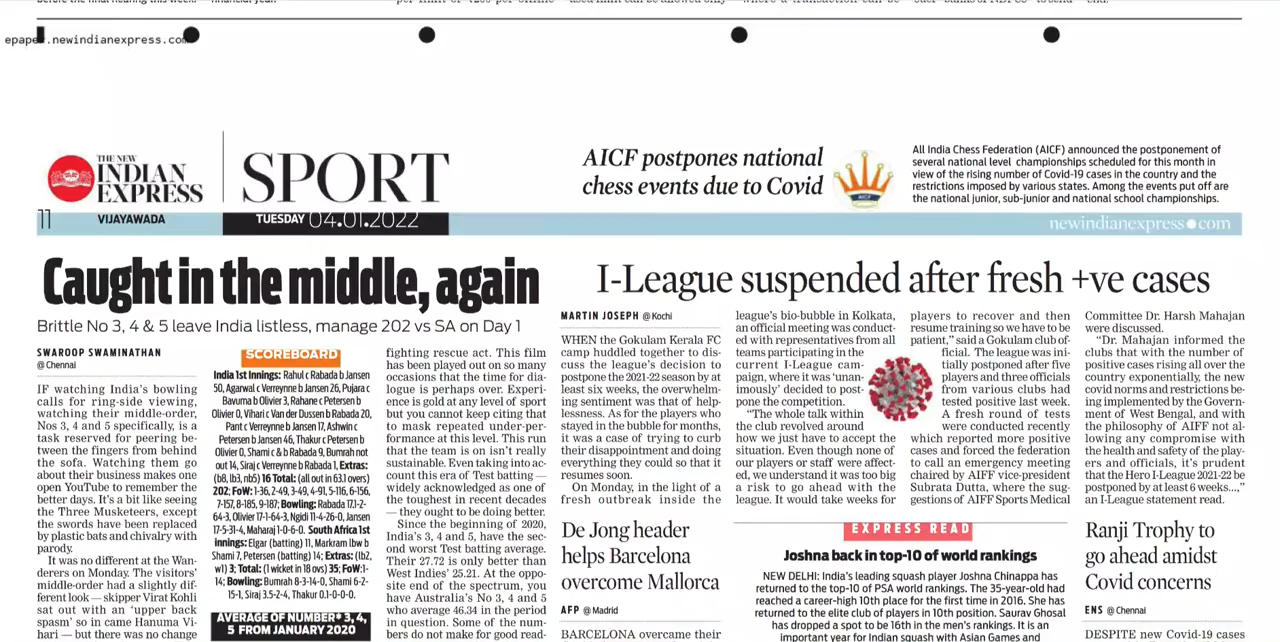 epaper.newindianexpress.com
THE NEW
INDIAN
EXPRESS
SPORT
11
VIJAYAWADA
TUESDAY 04.01.2022
AICF postpones national
chess events due to Covid
AICF
All India Chess Federation (AICF) announced the postponement of
several national level championships scheduled for this month in
view of the rising number of Covid-19 cases in the country and the
restrictions imposed by various states. Among the events put off are
the national junior, sub-junior and national school championships.
newindianexpress.com
Caught in the middle, again
Brittle No 3, 4 & 5 leave India listless, manage 202 vs SA on Day 1
SWAROOP SWAMINATHAN
@ Chennai
IF watching India's bowling
calls for ring-side viewing,
watching their middle-order,
Nos 3, 4 and 5 specifically, is a
task reserved for peering be-
tween the fingers from behind
the sofa. Watching them go
about their business makes one
open YouTube to remember the
better days. It's a bit like seeing
the Three Musketeers, except
the swords have been replaced
by plastic bats and chivalry with
parody.
It was no different at the Wan-
derers on Monday. The visitors'
middle-order had a slightly dif-
ferent look — skipper Virat Kohli
sat out with an 'upper back
spasm' so in came Hanuma Vi-
hari — but there was no change
SCOREBOARD
India 1st Innings: Rahul c Rabada b Jansen
50, Agarwal c Verreynne b Jansen 26, Pujara c
Bavuma b Olivier 3, Rahane c Petersen b
Olivier 0, Vihari c Van der Dussen b Rabada 20,
Pant c Verreynne b Jansen 17, Ashwin c
Petersen b Jansen 46, Thakur c Petersen b
Olivier 0, Shami c & b Rabada 9, Bumrah not
out 14, Siraj c Verreynne b Rabada 1, Extras:
(b8, lb3, nb5) 16 Total: (all out in 63.1 overs)
202; FoW: 1-36, 2-49, 3-49, 4-91, 5-116, 6-156,
7-157, 8-185, 9-187; Bowling: Rabada 17.1-2-
64-3, Olivier 17-1-64-3, Ngidi 11-4-26-0, Jansen
17-5-31-4, Maharaj 1-0-6-0. South Africa 1st
innings: Elgar (batting) 11, Markram lbw b
Shami 7, Petersen (batting) 14; Extras: (lb2,
w1) 3; Total: (1 wicket in 18 ovs) 35; FoW:1-
14; Bowling: Bumrah 8-3-14-0, Shami 6-2-
15-1, Siraj 3.5-2-4, Thakur 0.1-0-0-0.
AVERAGE OF NUMBER* 3, 4,
5 FROM JANUARY 2020
fighting rescue act. This film
has been played out on so many
occasions that the time for dia-
logue is perhaps over. Experi-
ence is gold at any level of sport
but you cannot keep citing that
to mask repeated under-per-
formance at this level. This run
that the team is on isn't really
sustainable. Even taking into ac-
count this era of Test batting —
widely acknowledged as one of
the toughest in recent decades
— they ought to be doing better.
Since the beginning of 2020,
India's 3, 4 and 5, have the sec-
ond worst Test batting average.
Their 27.72 is only better than
West Indies' 25.21. At the oppo-
site end of the spectrum, you
have Australia's No 3, 4 and 5
who average 46.34 in the period
in question. Some of the num-
bers do not make for good read-
I-League suspended after fresh +ve cases
MARTIN JOSEPH @ Kochi
WHEN the Gokulam Kerala FC
camp huddled together to dis-
cuss the league's decision to
postpone the 2021-22 season by at
least six weeks, the overwhelm-
ing sentiment was that of help-
lessness. As for the players who
stayed in the bubble for months,
it was a case of trying to curb
their disappointment and doing
everything they could so that it
resumes soon.
On Monday, in the light of a
fresh outbreak inside the
league's bio-bubble in Kolkata,
an official meeting was conduct-
ed with representatives from all
teams participating in the
current I-League cam-
paign, where it was 'unan-
imously' decided to post-
pone the competition.
"The whole talk within
the club revolved around
how we just have to accept the
situation. Even though none of
our players or staff were affect-
ed, we understand it was too big
a risk to go ahead with the
league. It would take weeks for
players to recover and then
resume training so we have to be
patient," said a Gokulam club of-
ficial. The league was ini-
tially postponed after five
players and three officials
from various clubs had
tested positive last week.
A fresh round of tests
were conducted recently
which reported more positive
cases and forced the federation
to call an emergency meeting
chaired by AIFF vice-president
Subrata Dutta, where the sug-
gestions of AIFF Sports Medical
Committee Dr. Harsh Mahajan
were discussed.
"Dr. Mahajan informed the
clubs that with the number of
positive cases rising all over the
country exponentially, the new
covid norms and restrictions be-
ing implemented by the Govern-
ment of West Bengal, and with
the philosophy of AIFF not al-
lowing any compromise with
the health and safety of the play-
ers and officials, it's prudent
that the Hero I-League 2021-22 be
postponed by at least 6 weeks...,"
an I-League statement read.
De Jong header
helps Barcelona
overcome Mallorca
AFP @ Madrid
BARCELONA overcame their
EXPRESS READ
Joshna back in top-10 of world rankings
NEW DELHI: India's leading squash player Joshna Chinappa has
returned to the top-10 of PSA world rankings. The 35-year-old had
reached a career-high 10th place for the first time in 2016. She has
returned to the elite club of players in 10th position. Saurav Ghosal
has dropped a spot to be 16th in the men's rankings. It is an
important year for Indian squash with Asian Games and
Ranji Trophy to
go ahead amidst
Covid concerns
ENS @ Chennai
DESPITE new Covid-19 cases